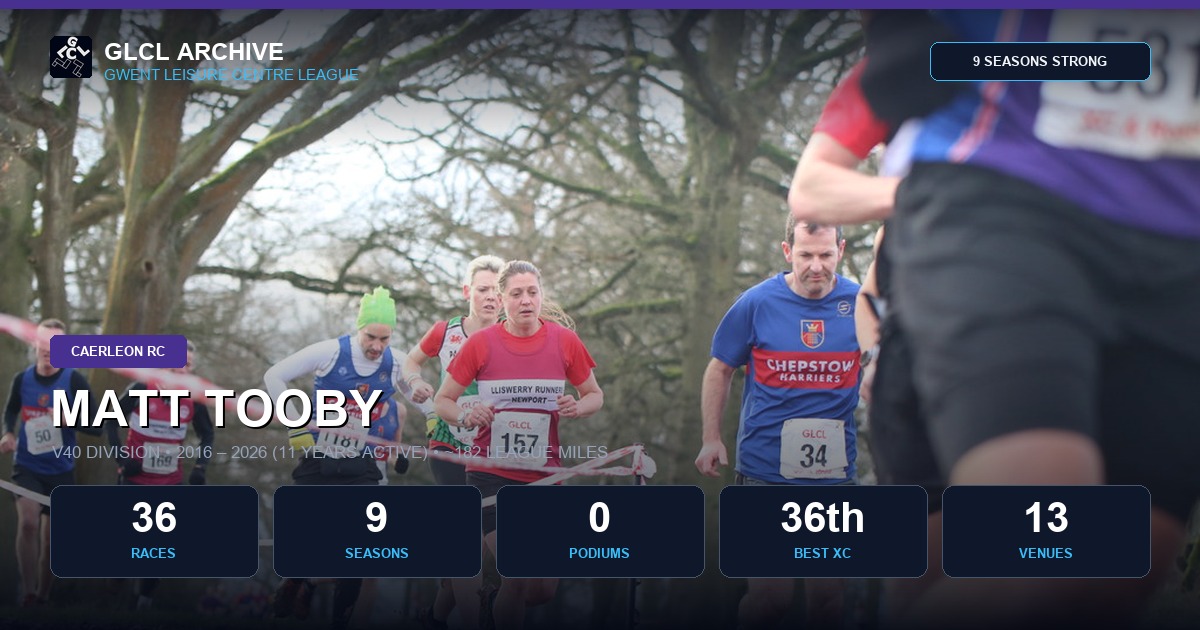 GLCL ARCHIVE
GWENT LEISURE CENTRE LEAGUE
9 SEASONS STRONG
CAERLEON RC
MATT TOOBY
V40 DIVISION • 2016 – 2026 (11 YEARS ACTIVE) • ~182 LEAGUE MILES
36
RACES
9
SEASONS
0
PODIUMS
36th
BEST XC
13
VENUES
CHEPSTOW
HARRIERS
GLCL
34
LLISWERRY RUNNER
NEWPORT
GLCL
157
50
169
1181